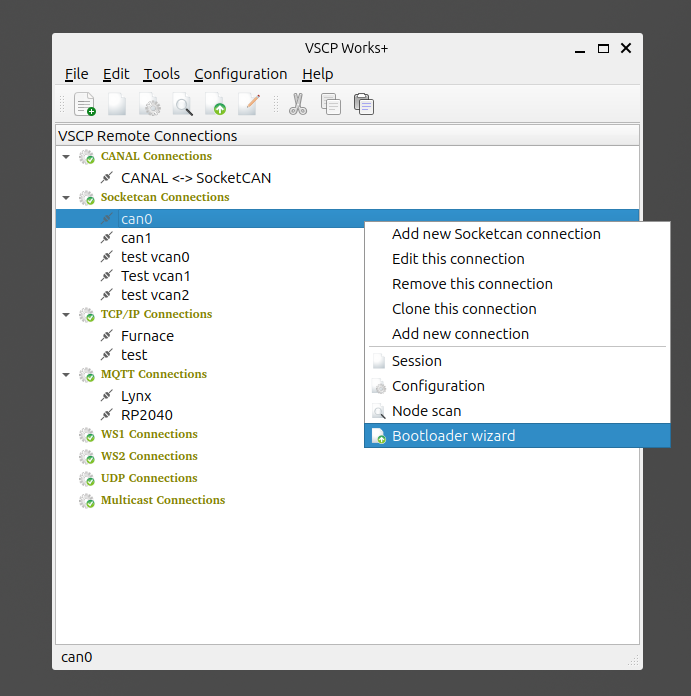 VSCP Works+
File Edit Tools Configuration Help
VSCP Remote Connections
CANAL Connections
CANAL <-> SocketCAN
Socketcan Connections
can0
can1
test vcan0
Test vcan1
test vcan2
TCP/IP Connections
Furnace
test
MQTT Connections
Lynx
RP2040
WS1 Connections
WS2 Connections
UDP Connections
Multicast Connections
Add new Socketcan connection
Edit this connection
Remove this connection
Clone this connection
Add new connection
Session
Configuration
Node scan
Bootloader wizard
can0